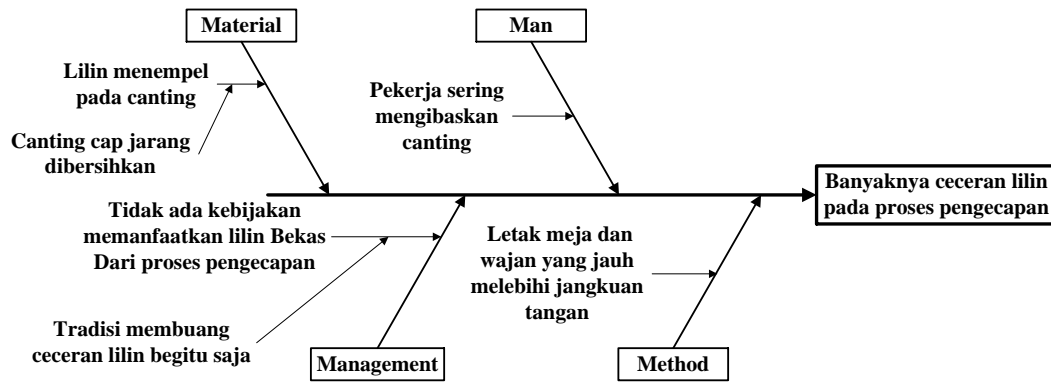 Material
Man
Lilin menempel
pada canting
Canting cap jarang
dibersihkan
Pekerja sering
mengibaskan
canting
Banyaknya ceceran lilin
pada proses pengecapan
Tidak ada kebijakan
memanfaatkan lilin Bekas
Dari proses pengecapan
Tradisi membuang
ceceran lilin begitu saja
Letak meja dan
wajan yang jauh
melebihi jangkuan
tangan
Management
Method